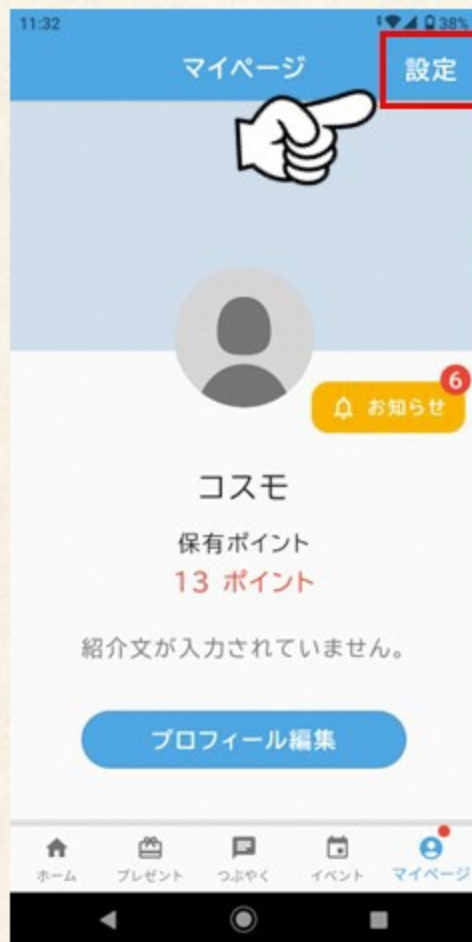 11:32
38%
マイページ
設定
6
お知らせ
コスモ
保有ポイント
13 ポイント
紹介文が入力されていません。
プロフィール編集
ホーム
プレゼント
つぶやく
イベント
マイページ